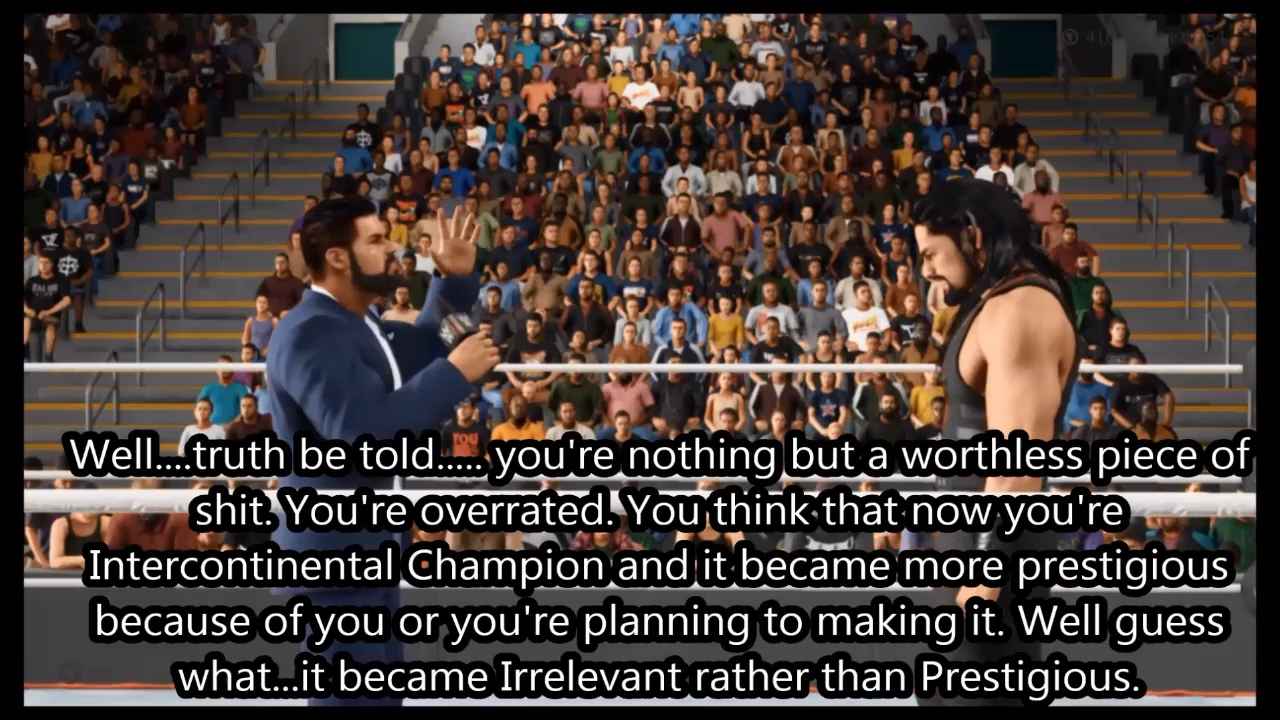 Well....truth be told..... you're nothing but a worthless piece of
shit. You're overrated. You think that now you're
Intercontinental Champion and it became more prestigious
because of you or you're planning to making it. Well guess
what...it became Irrelevant rather than Prestigious.